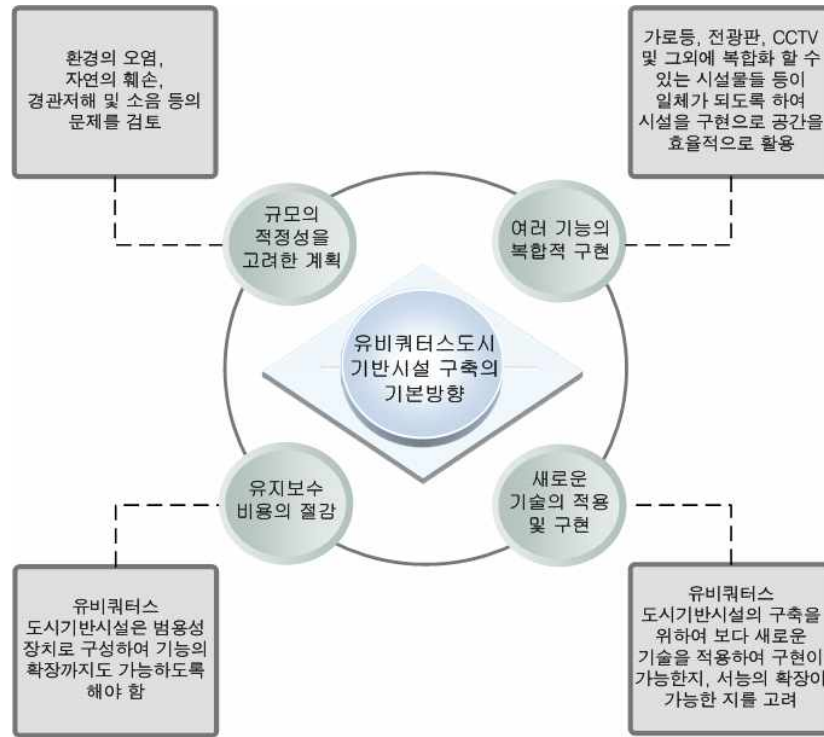 환경의 오염,
자연의 훼손,
경관저해 및 소음 등의
문제를 검토
가로등, 전광판, CCTV
및 그외에 복합화 할 수
있는 시설물들 등이
일체가 되도록 하여
시설을 구현으로 공간을
효율적으로 활용
규모의
적정성을
고려한 계획
여러 기능의
복합적 구현
유비쿼터스도시
기반시설 구축의
기본방향
유지보수
비용의 절감
새로운
기술의 적용
및 구현
유비쿼터스
도시기반시설은 범용성
장치로 구성하여 기능의
확장까지도 가능하도록
해야 함
유비쿼터스
도시기반시설의 구축을
위하여 보다 새로운
기술을 적용하여 구현이
가능한지, 서능의 확장이
가능한 지를 고려